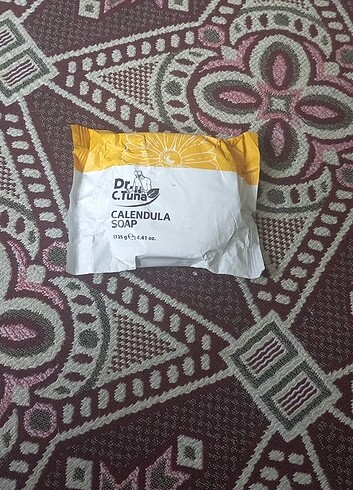 Dr.
C.Tuna
CALENDULA
SOAP
125 g ℮ 4.41 oz.